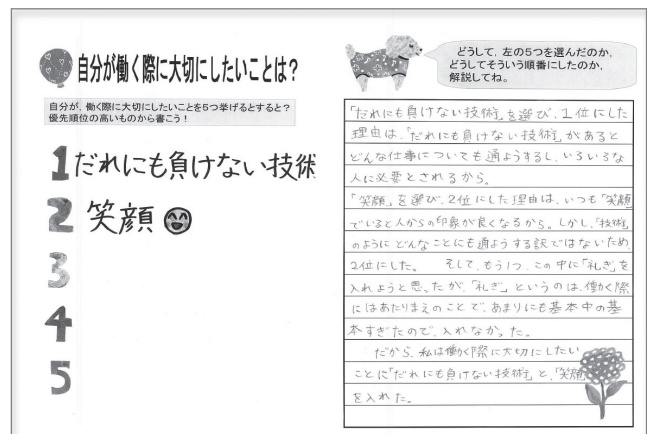 自分が働く際に大切にしたいことは？
自分が、働く際に大切にしたいことを5つ挙げるとすると？
優先順位の高いものから書こう！
1 だれにも負けない技術
2 笑顔
3
4
5
どうして、左の5つを選んだのか、
どうしてそういう順番にしたのか、
解説してね。
「だれにも負けない技術」を選び、1位にした
理由は、「だれにも負けない技術」があると
どんな仕事についても通ようするし、いろいろな
人に必要とされるから。
「笑顔」を選び、2位にした理由は、いつも「笑顔」
でいると人からの印象が良くなるから。しかし、「技術」
のようにどんなことにも通ようする訳ではないため、
2位にした。 そして、もう1つ、この中に「礼ぎ」を
入れようと思ったが、「礼ぎ」というのは、働く際
にはあたりまえのことで、あまりにも基本中の基
本すぎたので、入れなかった。
だから、私は働く際に大切にしたい
ことに「だれにも負けない技術」と、「笑顔」
を入れた。